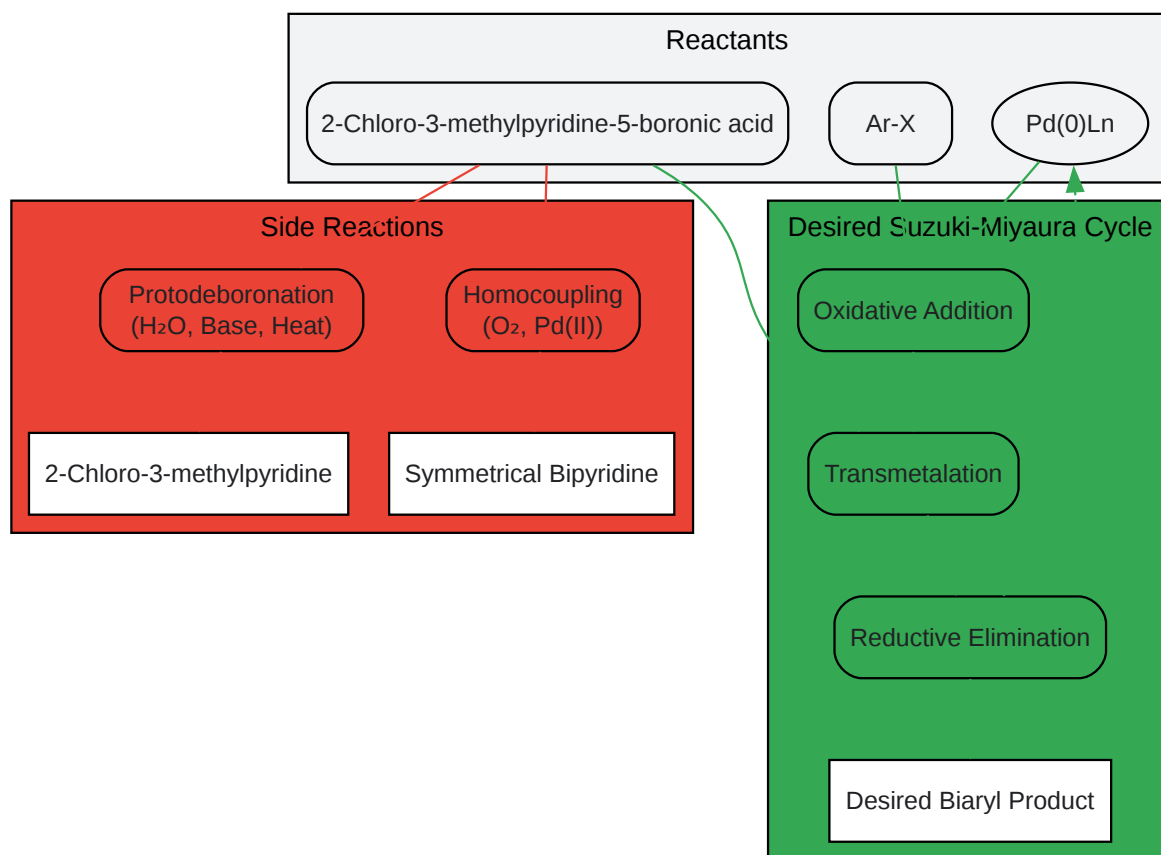 Reactants
2-Chloro-3-methylpyridine-5-boronic acid
Ar-X
Pd(0)Ln
Side Reactions
Protodeboronation
(H₂O, Base, Heat)
Homocoupling
(O₂, Pd(II))
2-Chloro-3-methylpyridine
Symmetrical Bipyridine
Desired Suzuki-Miyaura Cycle
Oxidative Addition
Transmetalation
Reductive Elimination
Desired Biaryl Product